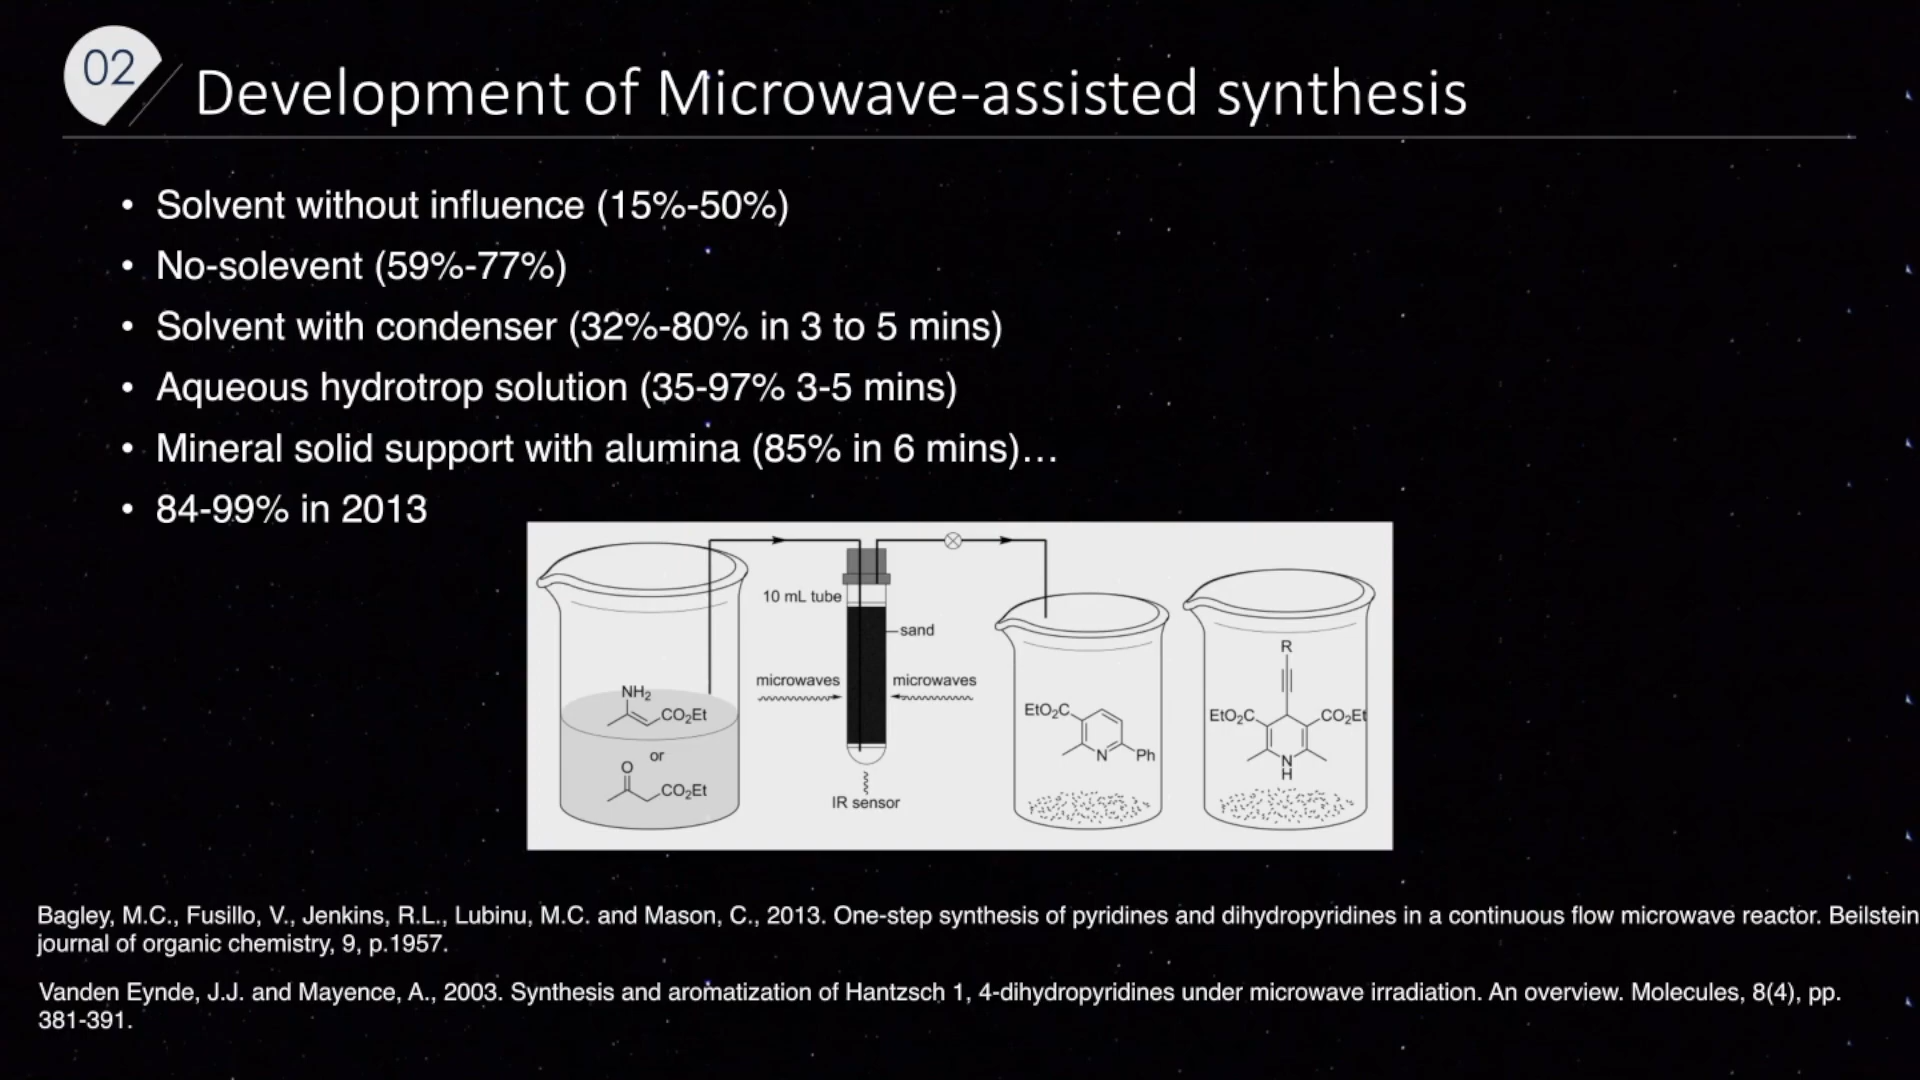 02
Development of Microwave-assisted synthesis
• Solvent without influence (15%-50%)
• No-solevent (59%-77%)
• Solvent with condenser (32%-80% in 3 to 5 mins)
• Aqueous hydrotrop solution (35-97% 3-5 mins)
• Mineral solid support with alumina (85% in 6 mins)…
• 84-99% in 2013
10 mL tube
sand
microwaves
microwaves
IR sensor
NH2
CO2Et
or
O
CO2Et
EtO2C
N
Ph
R
EtO2C
CO2Et
N
H
Bagley, M.C., Fusillo, V., Jenkins, R.L., Lubinu, M.C. and Mason, C., 2013. One-step synthesis of pyridines and dihydropyridines in a continuous flow microwave reactor. Beilstein
journal of organic chemistry, 9, p.1957.
Vanden Eynde, J.J. and Mayence, A., 2003. Synthesis and aromatization of Hantzsch 1, 4-dihydropyridines under microwave irradiation. An overview. Molecules, 8(4), pp.
381-391.